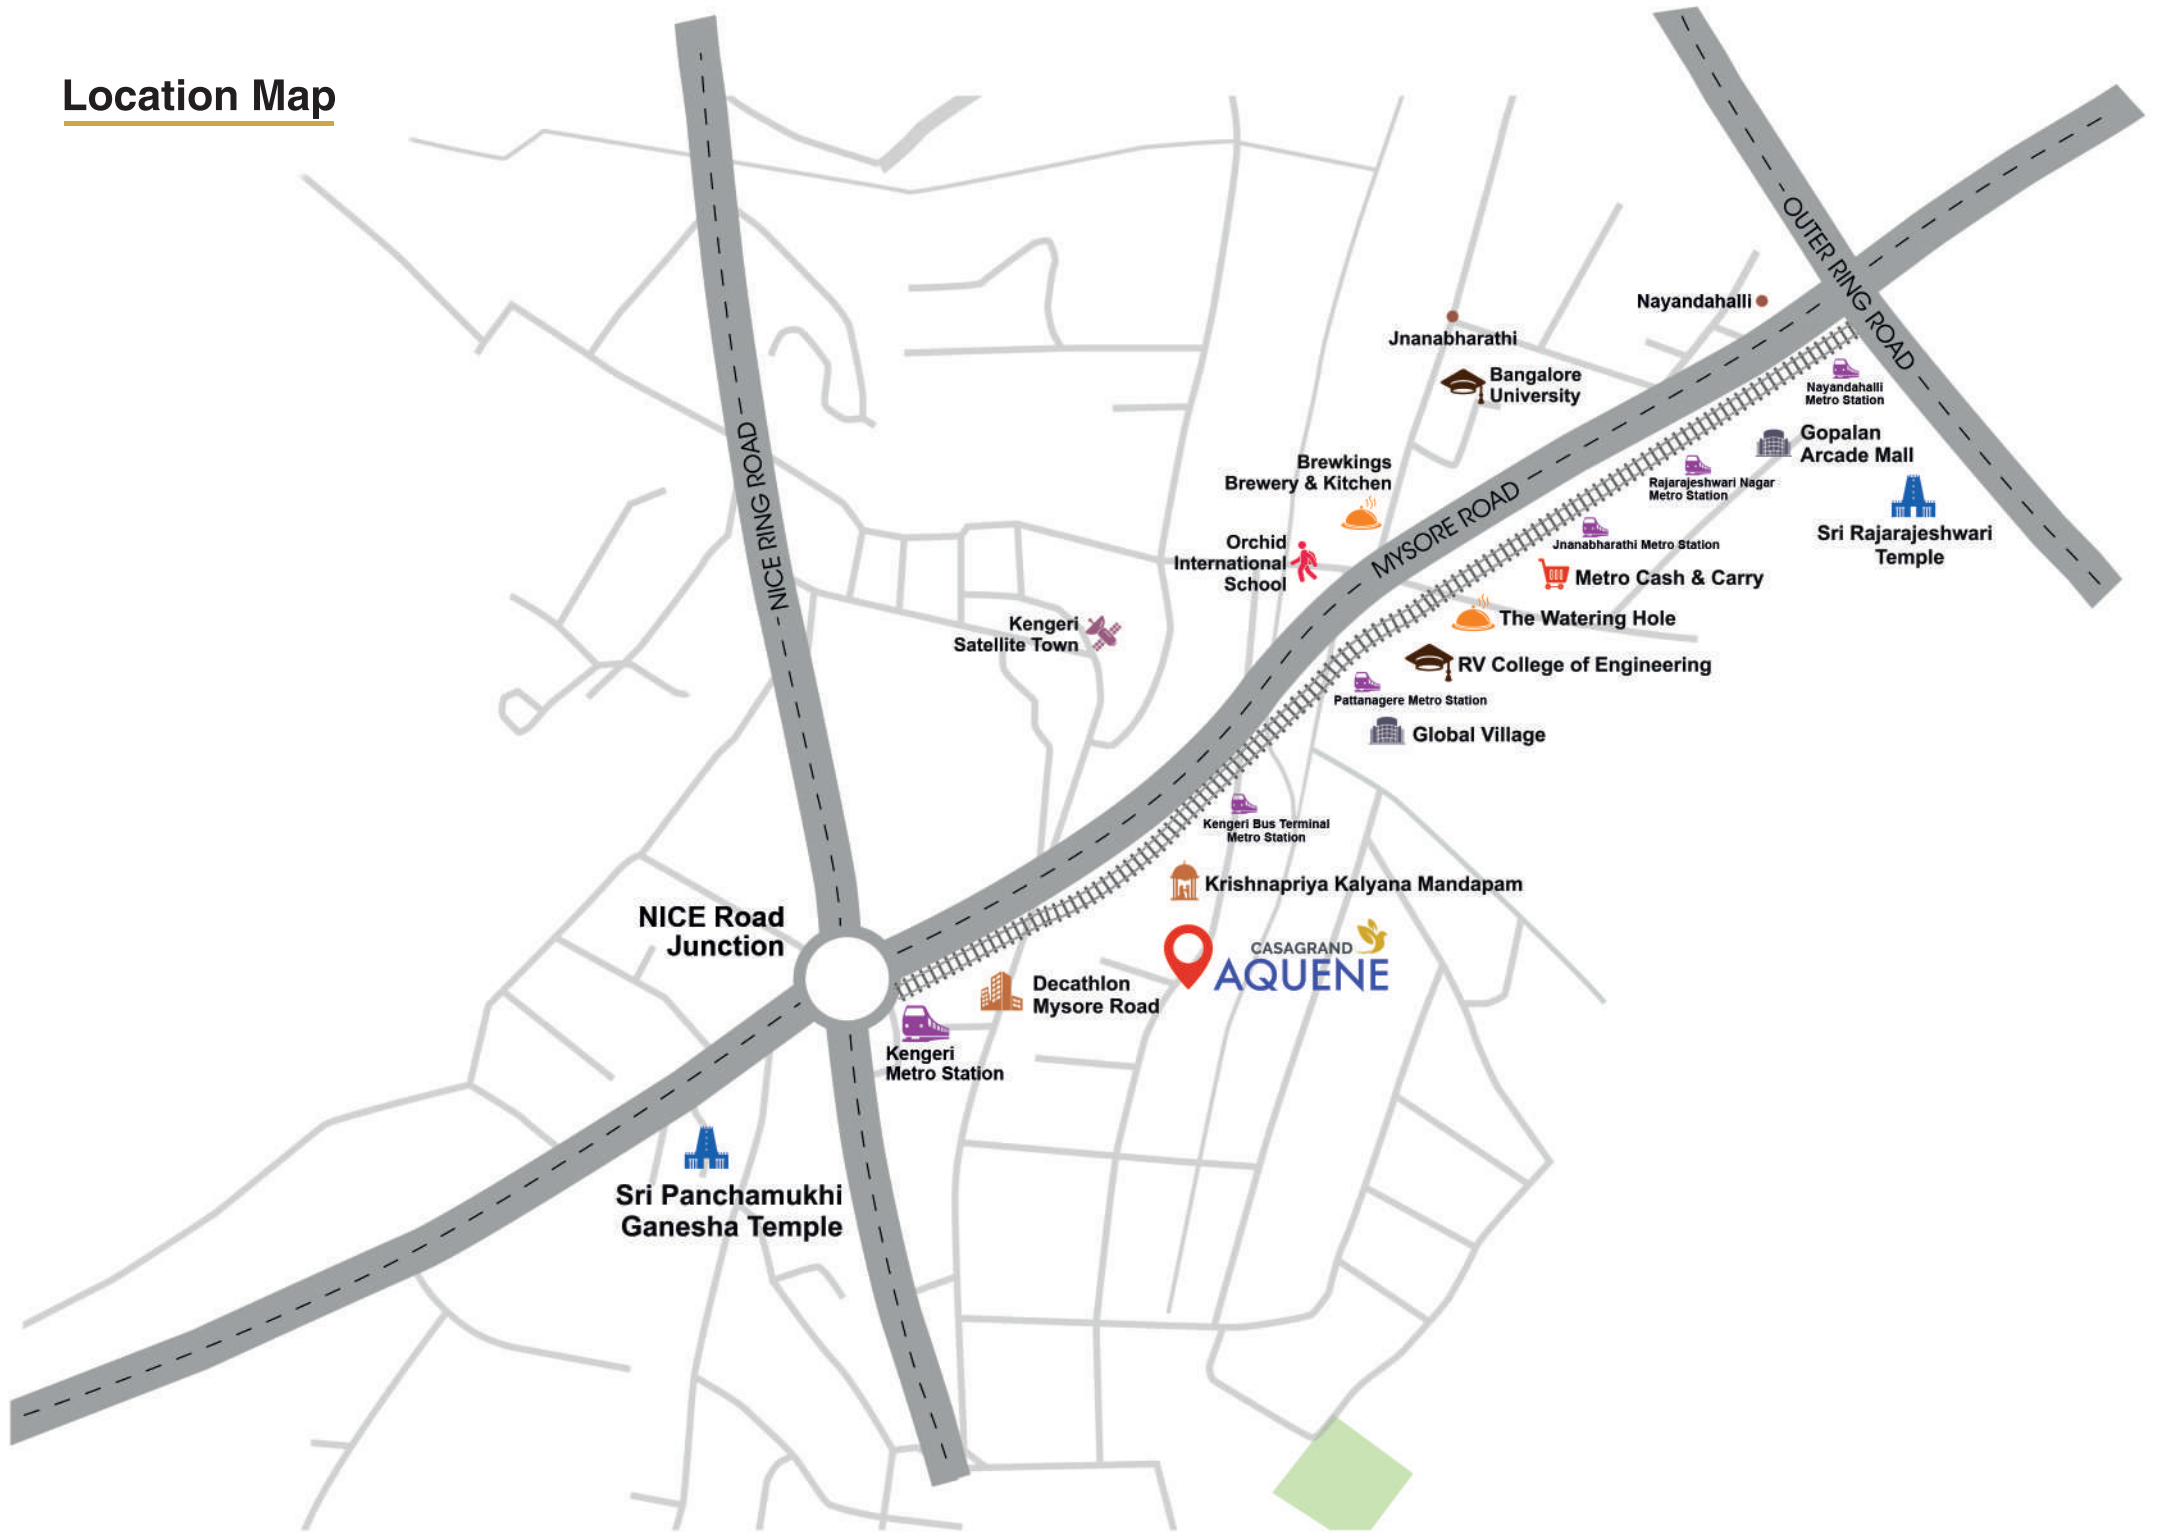 Location Map
OUTER RING ROAD
Nayandahalli
Jnanabharathi
Bangalore
University
Nayandahalli
Metro Station
Gopalan
Arcade Mall
Rajarajeshwari Nagar
Metro Station
Sri Rajarajeshwari
Temple
Brewkings
Brewery & Kitchen
MYSORE ROAD
NICE RING ROAD
Orchid
International
School
Jnanabharathi Metro Station
Metro Cash & Carry
The Watering Hole
Kengeri
Satellite Town
RV College of Engineering
Pattanagere Metro Station
Global Village
Kengeri Bus Terminal
Metro Station
Krishnapriya Kalyana Mandapam
NICE Road
Junction
CASAGRAND
AQUENE
Decathlon
Mysore Road
Kengeri
Metro Station
Sri Panchamukhi
Ganesha Temple